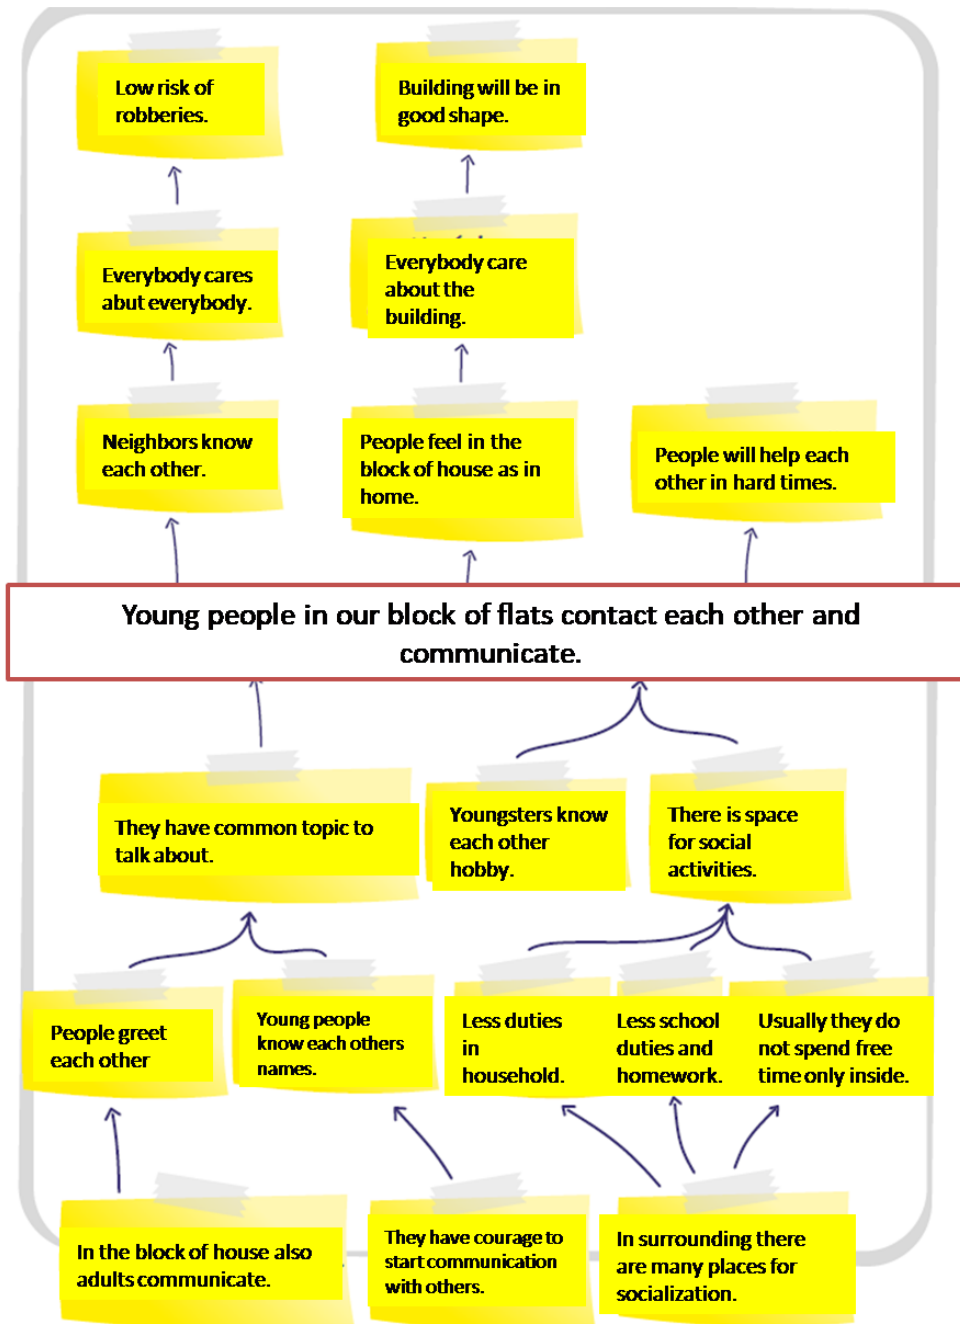 Low risk of
robberies.
Building will be in
good shape.
Everybody cares
abut everybody.
Everybody care
about the
building.
Neighbors know
each other.
People feel in the
block of house as in
home.
People will help each
other in hard times.
Young people in our block of flats contact each other and
communicate.
They have common topic to
talk about.
Youngsters know
each other
hobby.
There is space
for social
activities.
People greet
each other
Young people
know each others
names.
Less duties
in
household.
Less school
duties and
homework.
Usually they do
not spend free
time only inside.
In the block of house also
adults communicate.
They have courage to
start communication
with others.
In surrounding there
are many places for
socialization.